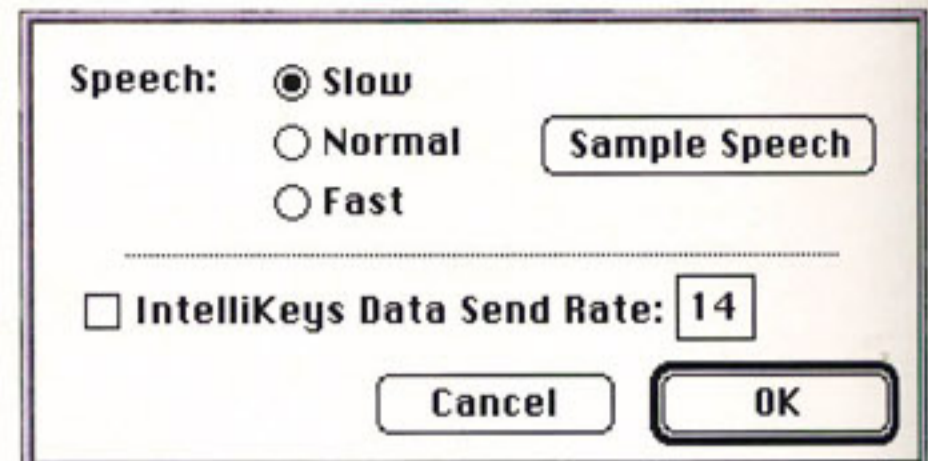 Speech: Slow
Normal Sample Speech
Fast
IntelliKeys Data Send Rate: 14
Cancel OK